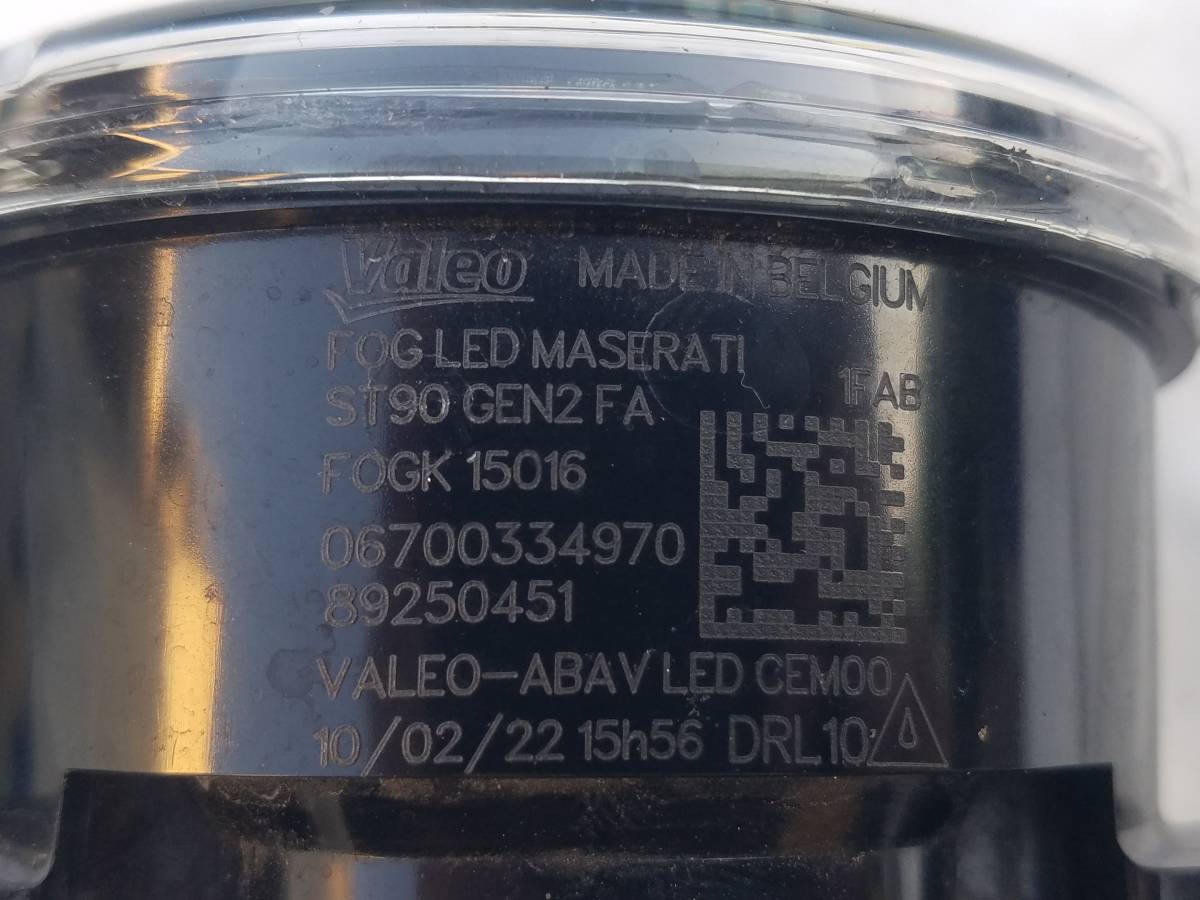 Valeo MADE IN BELGIUM
FOG LED MASERATI
ST90 GEN2 FA
1FAB
FOGK 15016
06700334970
89250451
VALEO-ABAV LED CEM00
10/02/22 15h56 DRL10